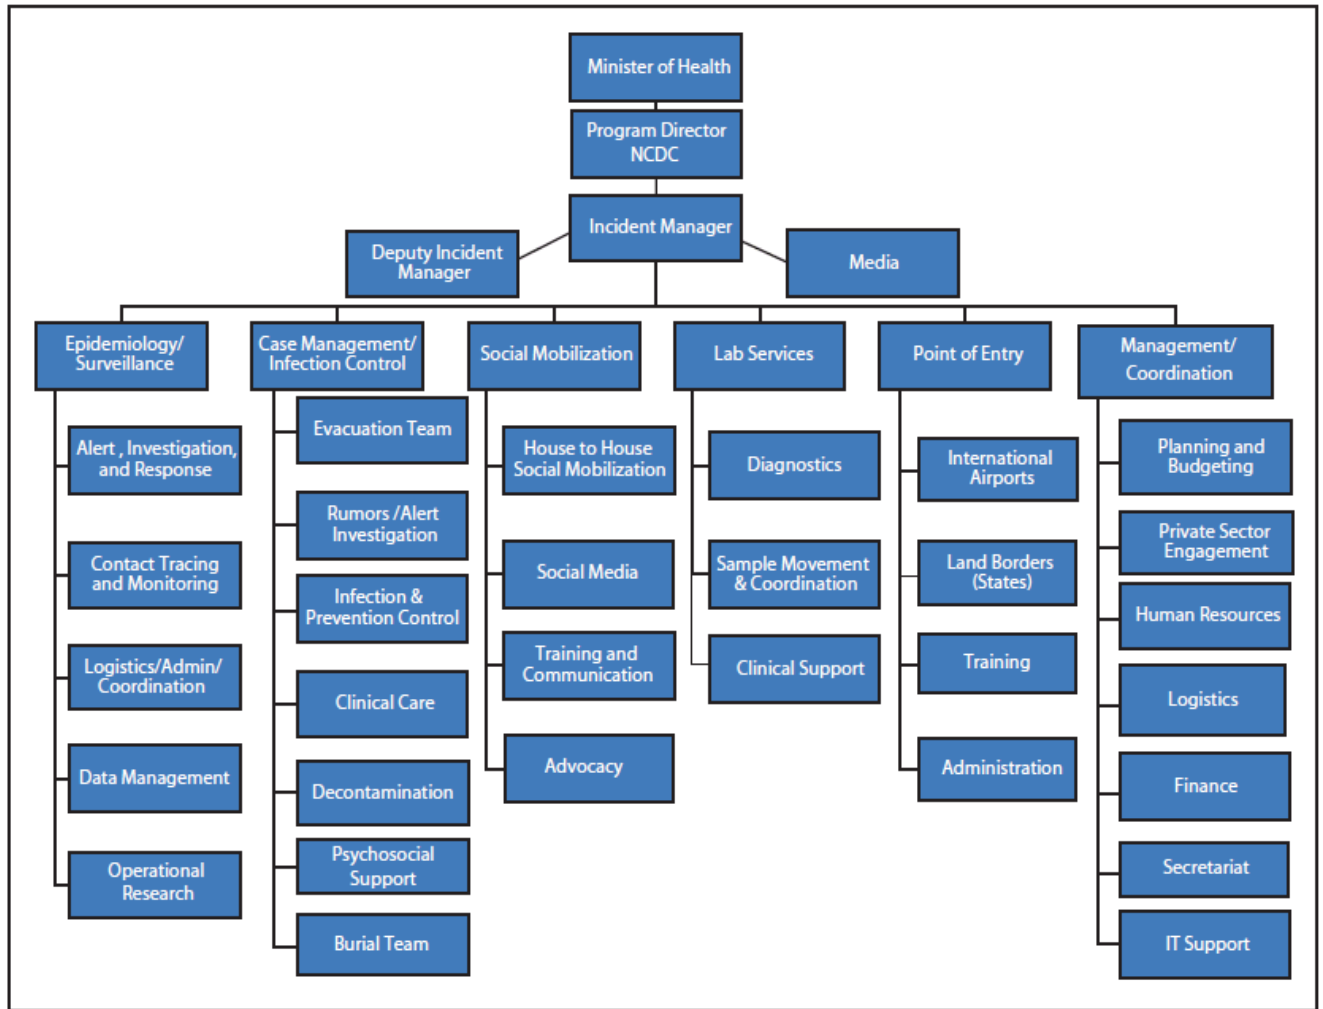 Minister of Health
Program Director
NCDC
Incident Manager
Deputy Incident
Manager
Media
Epidemiology/
Surveillance
Alert , Investigation,
and Response
Contact Tracing
and Monitoring
Logistics/Admin/
Coordination
Data Management
Operational
Research
Case Management/
Infection Control
Evacuation Team
Rumors /Alert
Investigation
Infection &
Prevention Control
Clinical Care
Decontamination
Psychosocial
Support
Burial Team
Social Mobilization
House to House
Social Mobilization
Social Media
Training and
Communication
Advocacy
Lab Services
Diagnostics
Sample Movement
& Coordination
Clinical Support
Point of Entry
International
Airports
Land Borders
(States)
Training
Administration
Management/
Coordination
Planning and
Budgeting
Private Sector
Engagement
Human Resources
Logistics
Finance
Secretariat
IT Support